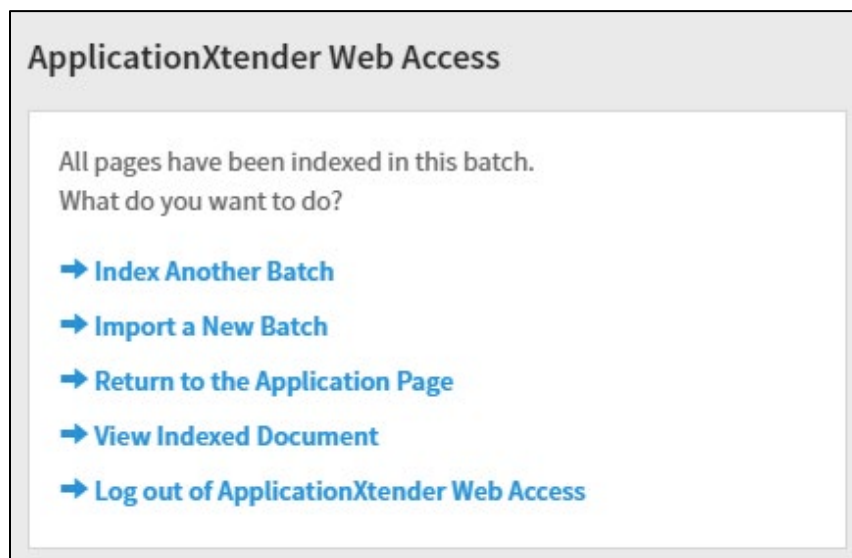 ApplicationXtender Web Access
All pages have been indexed in this batch.
What do you want to do?
Index Another Batch
Import a New Batch
Return to the Application Page
View Indexed Document
Log out of ApplicationXtender Web Access